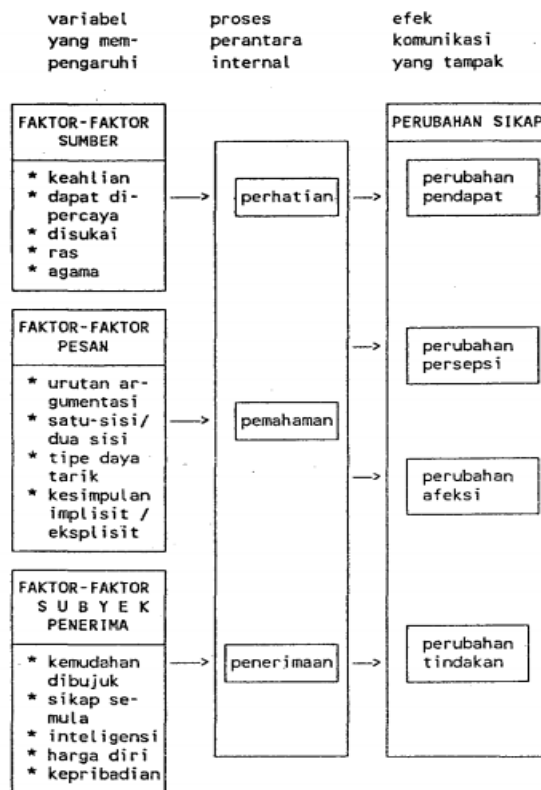 variabel
yang mem-
pengaruhi
proses
perantara
internal
efek
komunikasi
yang tampak
FAKTOR-FAKTOR
SUMBER
* keahlian
* dapat di-
percaya
* disukai
* ras
* agama
FAKTOR-FAKTOR
PESAN
* urutan ar-
gumentasi
* satu-sisi/
dua sisi
* tipe daya
tarik
* kesimpulan
implisit /
eksplisit
FAKTOR-FAKTOR
S U B Y E K
PENERIMA
* kemudahan
dibujuk
* sikap se-
mula
* inteligensi
* harga diri
* kepribadian
perhatian
pemahaman
penerimaan
PERUBAHAN SIKAP
perubahan
pendapat
perubahan
persepsi
perubahan
afeksi
perubahan
tindakan